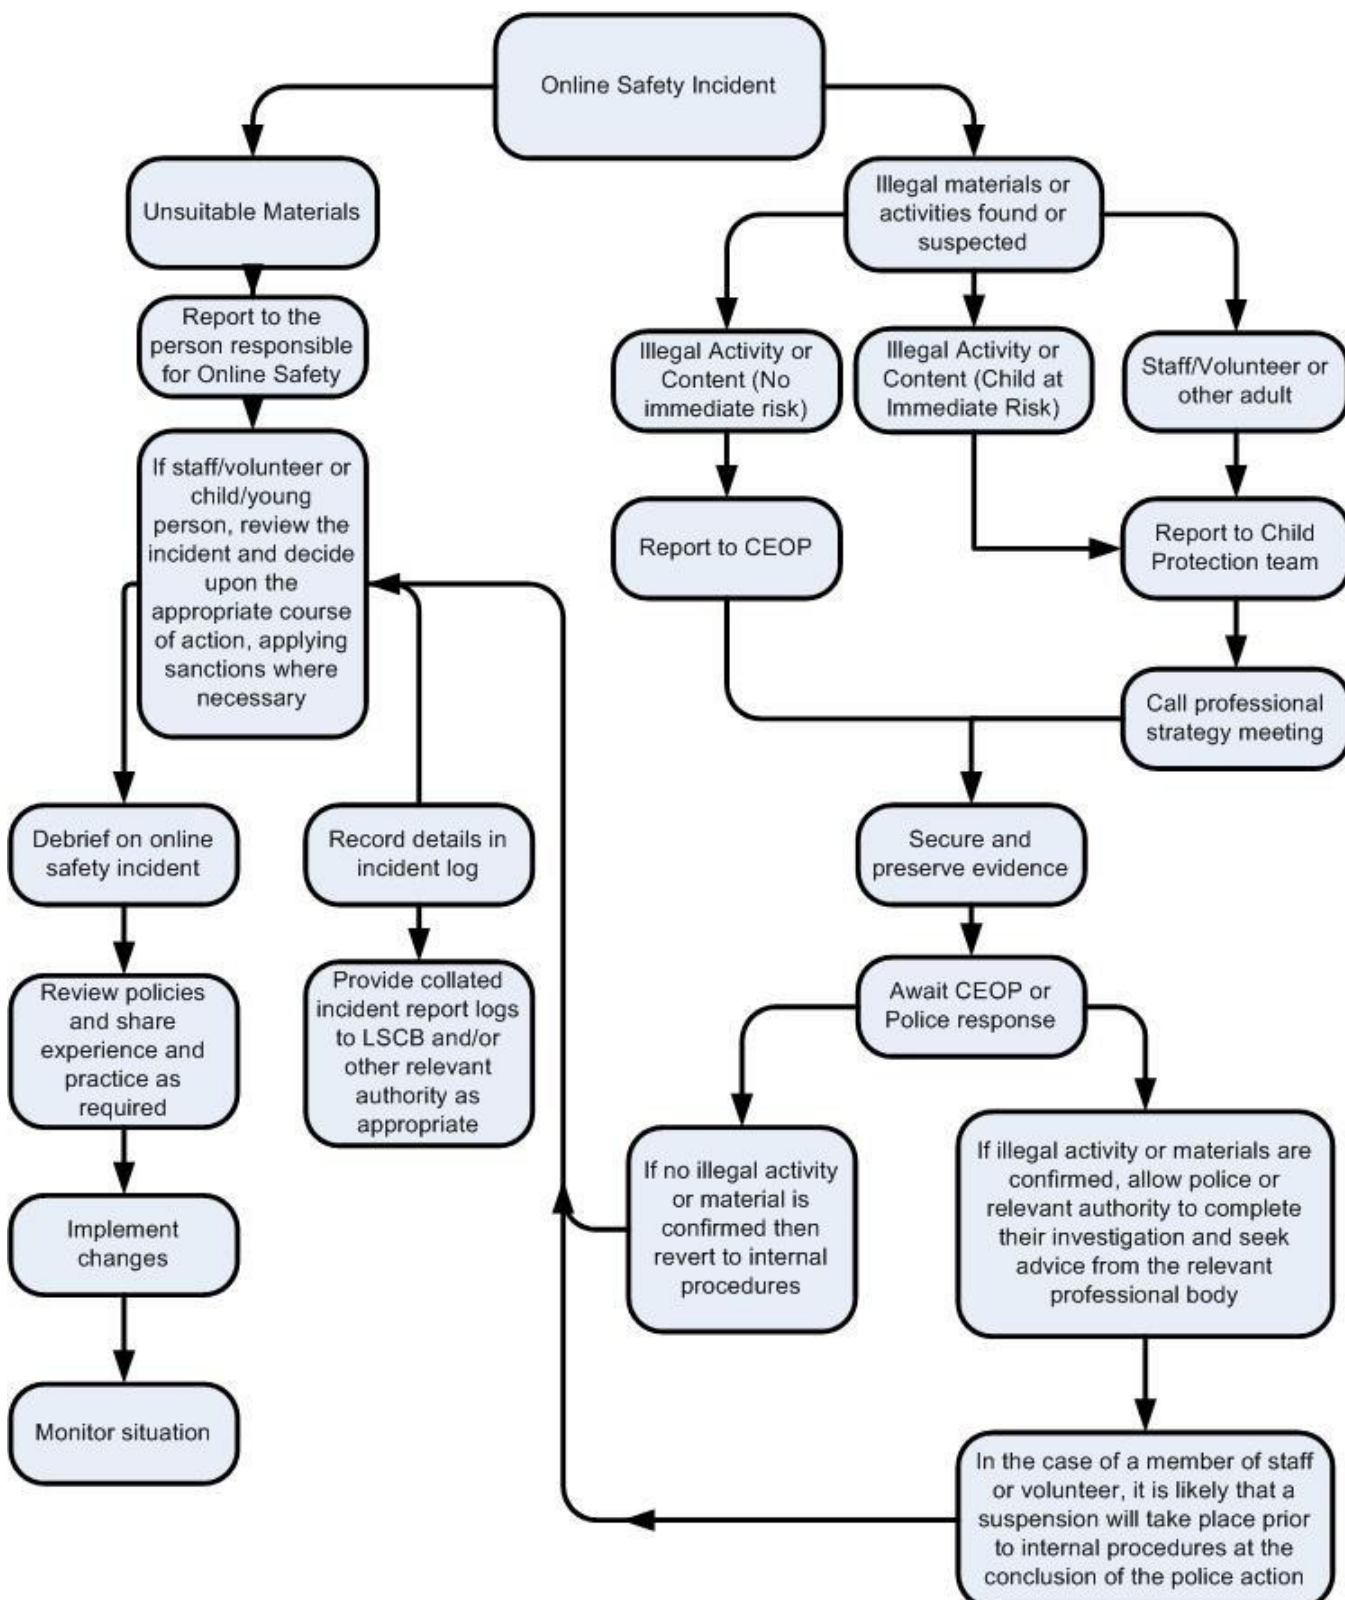 Online Safety Incident
Unsuitable Materials
Illegal materials or
activities found or
suspected
Report to the
person responsible
for Online Safety
Illegal Activity or
Content (No
immediate risk)
Illegal Activity or
Content (Child at
Immediate Risk)
Staff/Volunteer or
other adult
If staff/volunteer or
child/young
person, review the
incident and decide
upon the
appropriate course
of action, applying
sanctions where
necessary
Report to CEOP
Report to Child
Protection team
Call professional
strategy meeting
Debrief on online
safety incident
Record details in
incident log
Secure and
preserve evidence
Review policies
and share
experience and
practice as
required
Provide collated
incident report logs
to LSCB and/or
other relevant
authority as
appropriate
Await CEOP or
Police response
If no illegal activity
or material is
confirmed then
revert to internal
procedures
If illegal activity or materials are
confirmed, allow police or
relevant authority to complete
their investigation and seek
advice from the relevant
professional body
Implement
changes
Monitor situation
In the case of a member of staff
or volunteer, it is likely that a
suspension will take place prior
to internal procedures at the
conclusion of the police action